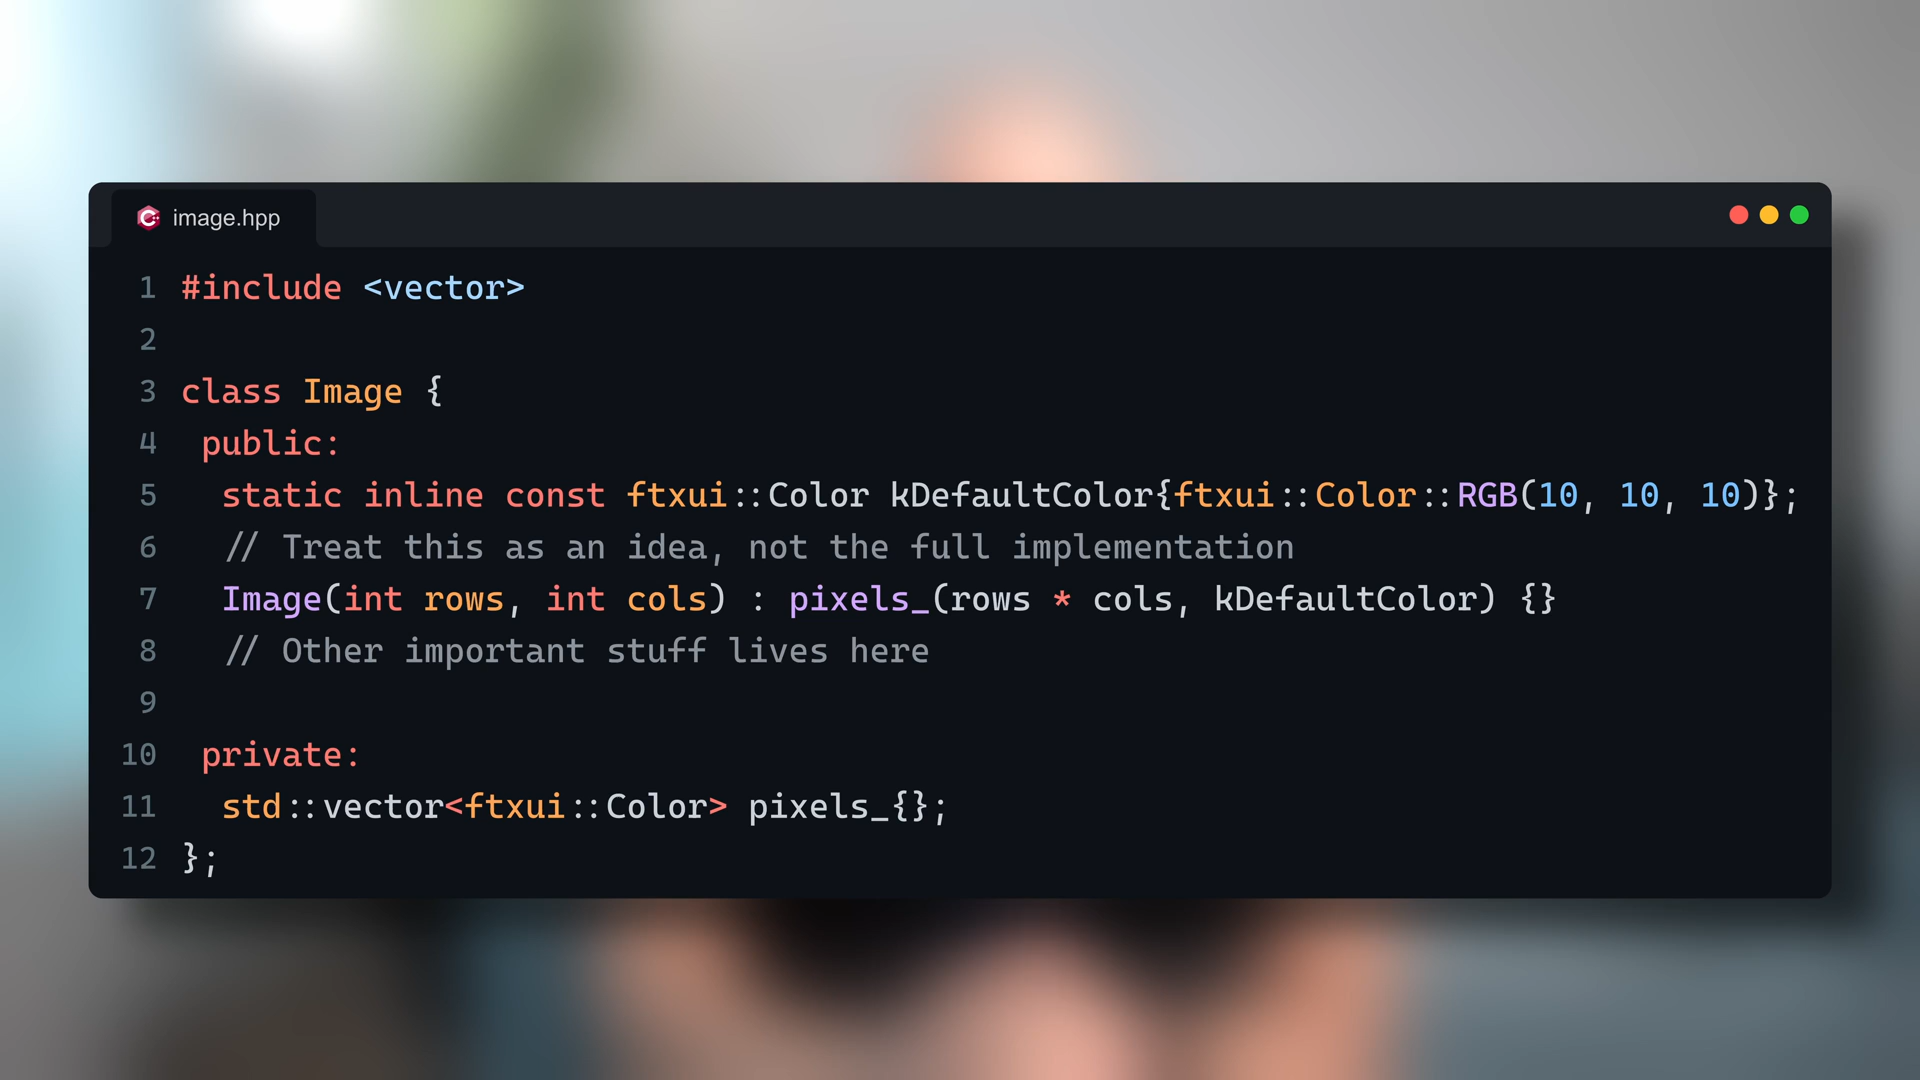 image.hpp
1 #include <vector>
2
3 class Image {
4 public:
5 static inline const ftxui::Color kDefaultColor{ftxui::Color::RGB(10, 10, 10)};
6 // Treat this as an idea, not the full implementation
7 Image(int rows, int cols) : pixels_(rows * cols, kDefaultColor) {}
8 // Other important stuff lives here
9
10 private:
11 std::vector<ftxui::Color> pixels_{};
12 };